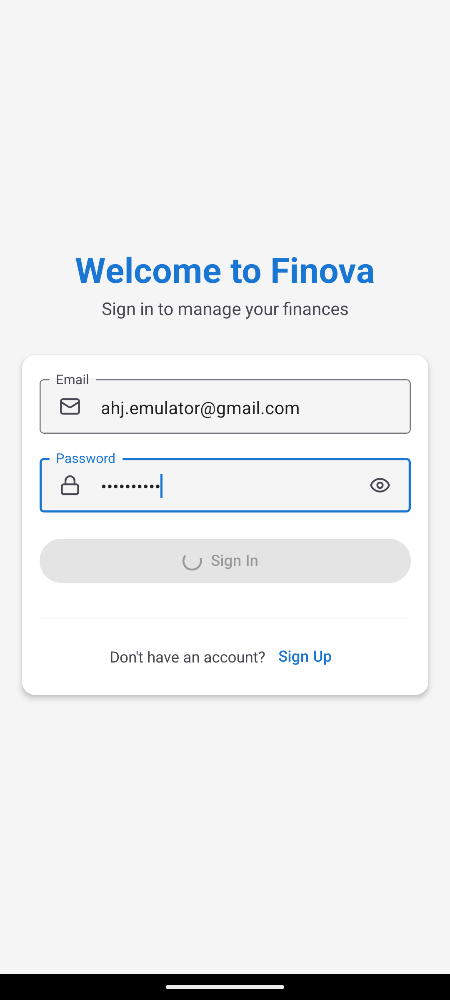 Welcome to Finova
Sign in to manage your finances
Email
ahj.emulator@gmail.com
Password
••••••••••
Sign In
Don't have an account? Sign Up